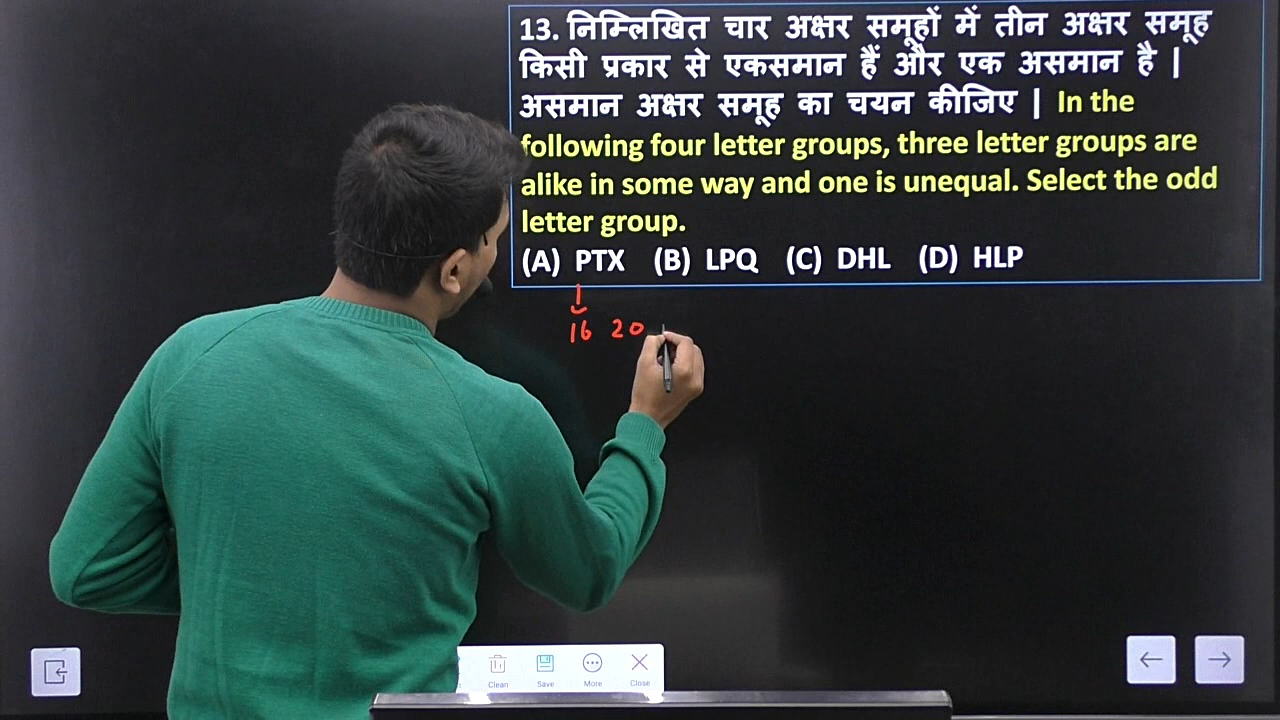 13. निम्लिखित चार अक्षर समूहों में तीन अक्षर समूह
किसी प्रकार से एकसमान हैं और एक असमान है |
असमान अक्षर समूह का चयन कीजिए | In the
following four letter groups, three letter groups are
alike in some way and one is unequal. Select the odd
letter group.
(A) PTX (B) LPQ (C) DHL (D) HLP
16 20
Clean Save More Close